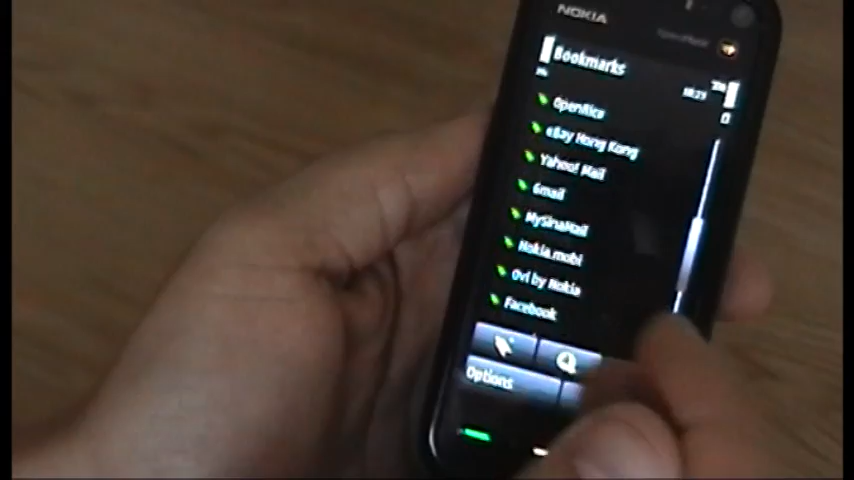 NOKIA
Bookmarks
OpenRice
eBay Hong Kong
Yahoo! Mail
Gmail
MySinaMail
Nokia.mobi
Ovi by Nokia
Facebook
Options